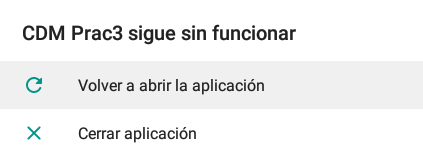 CDM Prac3 sigue sin funcionar
Volver a abrir la aplicación
Cerrar aplicación